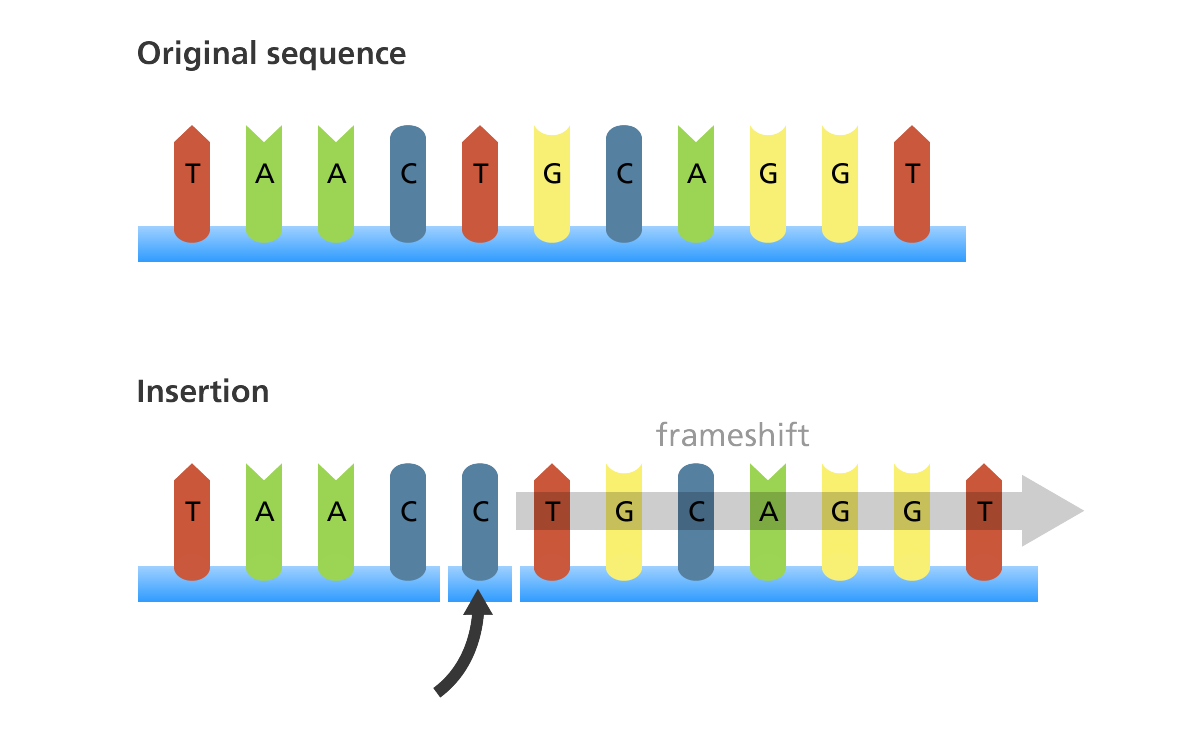 Original sequence
T A A C T G C A G G T
Insertion
frameshift
T A A C C T G C A G G T